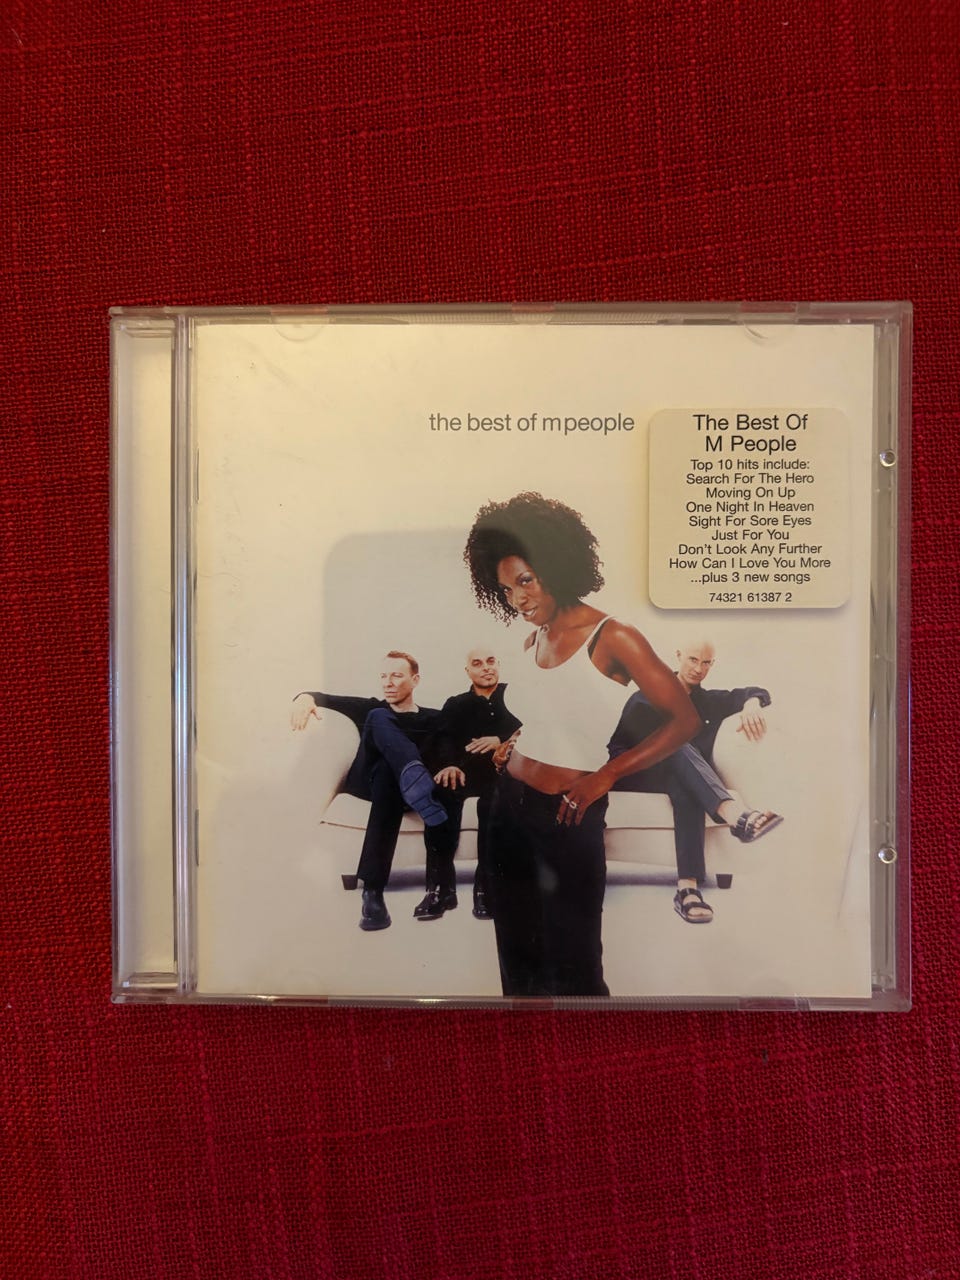 the best of m people
The Best Of
M People
Top 10 hits include:
Search For The Hero
Moving On Up
One Night In Heaven
Sight For Sore Eyes
Just For You
Don't Look Any Further
How Can I Love You More
...plus 3 new songs
74321 61387 2